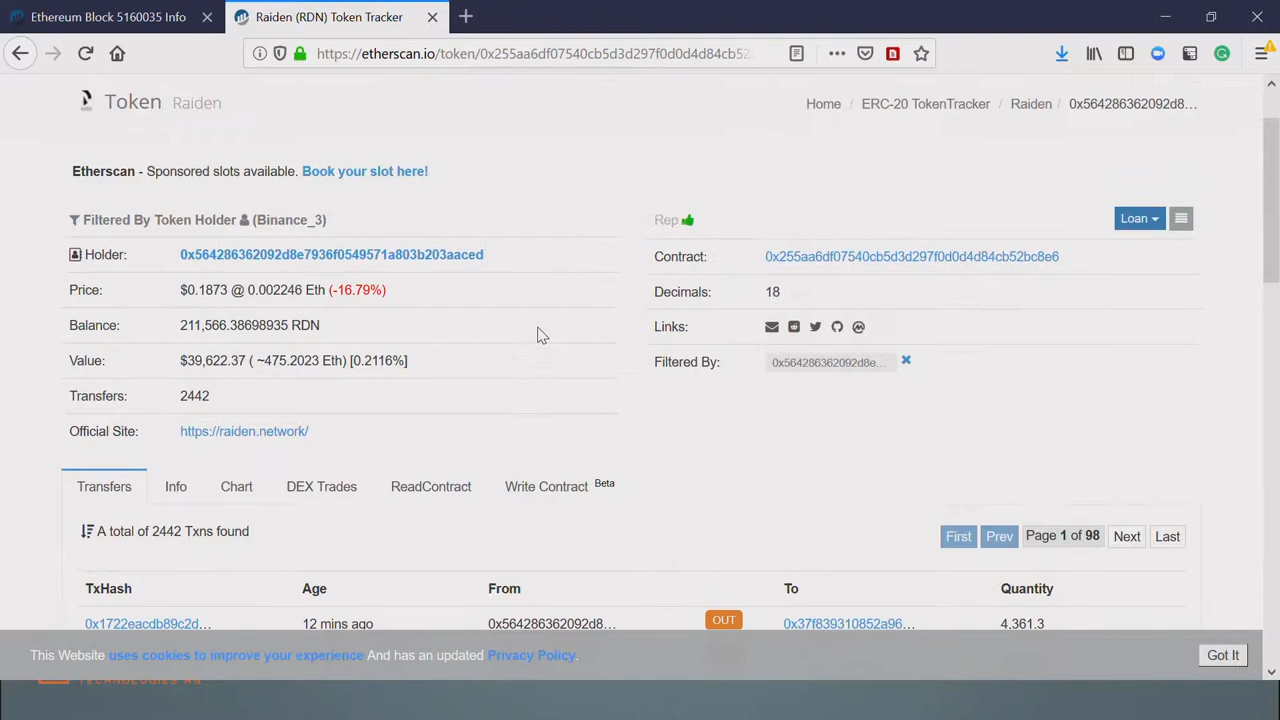 Ethereum Block 5160035 Info
Raiden (RDN) Token Tracker
https://etherscan.io/token/0x255aa6df07540cb5d3d297f0d0d4d84cb52
Token Raiden
Home / ERC-20 TokenTracker / Raiden / 0x564286362092d8...
Etherscan - Sponsored slots available. Book your slot here!
Filtered By Token Holder (Binance_3)
Rep
Loan
Holder: 0x564286362092d8e7936f0549571a803b203aaced
Contract: 0x255aa6df07540cb5d3d297f0d0d4d84cb52bc8e6
Price: $0.1873 @ 0.002246 Eth (-16.79%)
Decimals: 18
Balance: 211,566.38698935 RDN
Links:
Value: $39,622.37 ( ~475.2023 Eth) [0.2116%]
Filtered By: 0x564286362092d8e...
Transfers: 2442
Official Site: https://raiden.network/
Transfers Info Chart DEX Trades ReadContract Write Contract Beta
A total of 2442 Txns found
First Prev Page 1 of 98 Next Last
TxHash Age From To Quantity
0x1722eacdb89c2d... 12 mins ago 0x564286362092d8... OUT 0x37f839310852a96... 4,361.3
This Website uses cookies to improve your experience And has an updated Privacy Policy.
Got It
TECHNOLOGIES AG